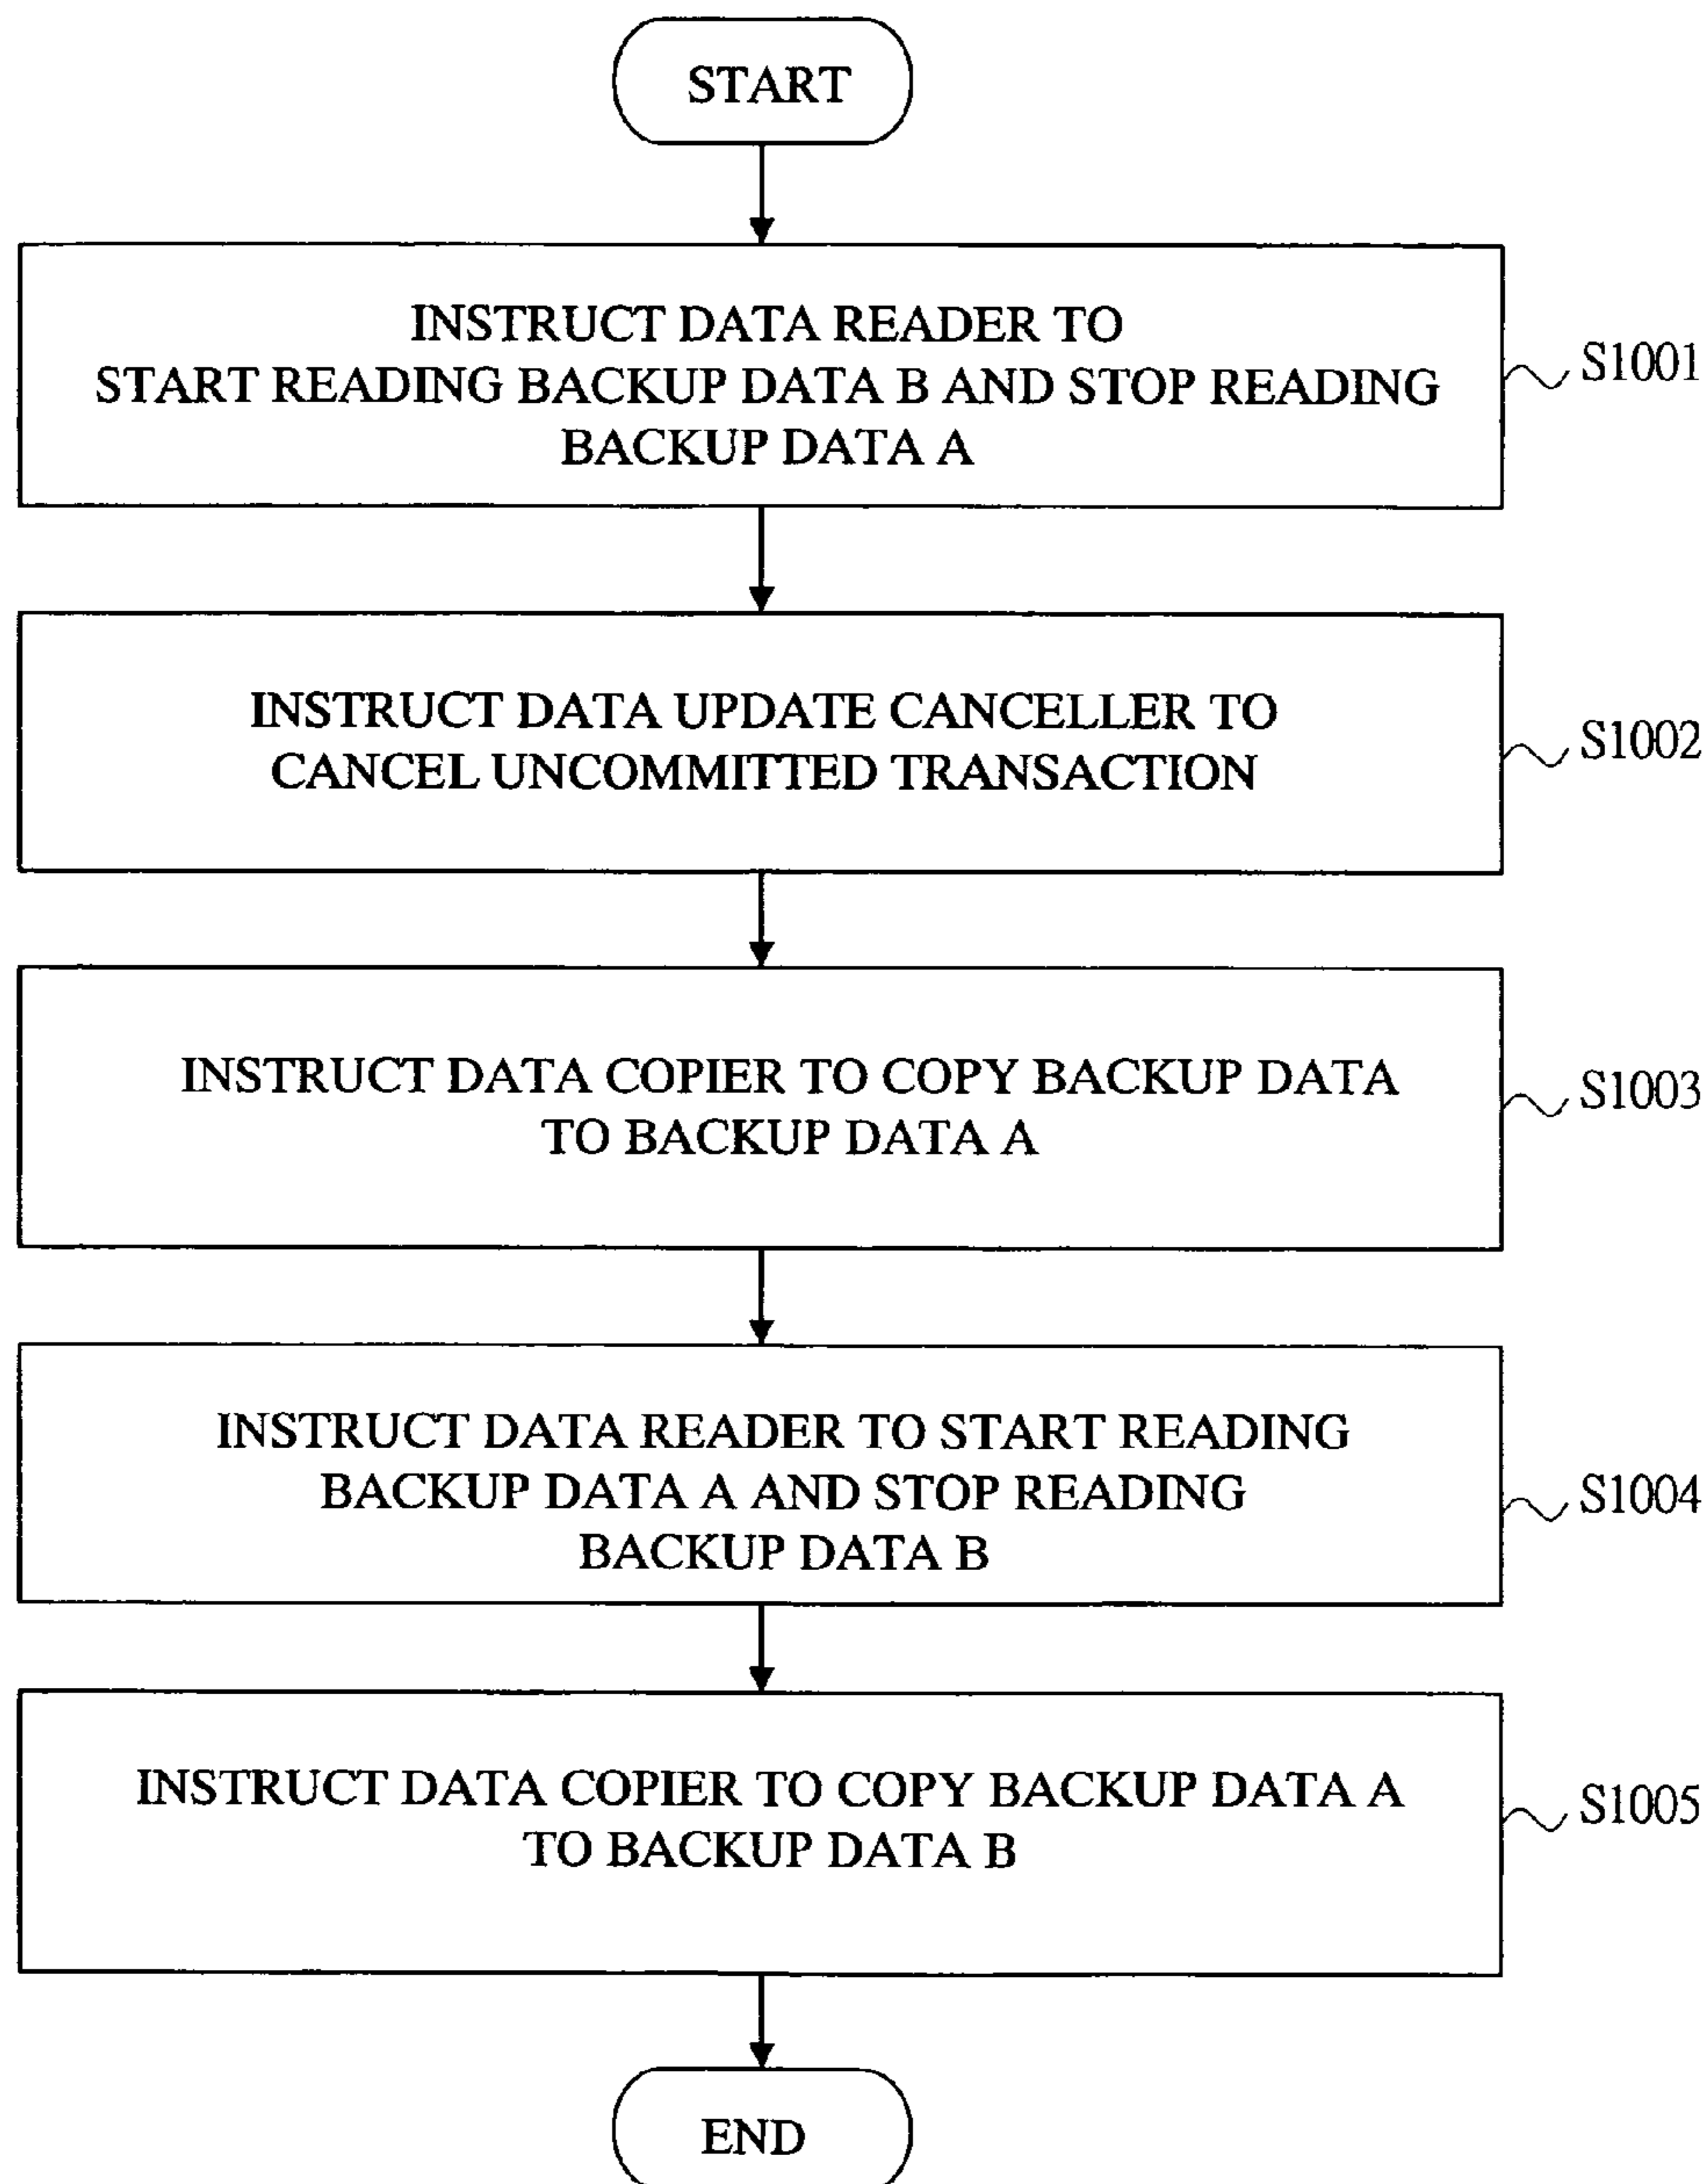 START
INSTRUCT DATA READER TO
START READING BACKUP DATA B AND STOP READING
BACKUP DATA A
S1001
INSTRUCT DATA UPDATE CANCELLER TO
CANCEL UNCOMMITTED TRANSACTION
S1002
INSTRUCT DATA COPIER TO COPY BACKUP DATA
TO BACKUP DATA A
S1003
INSTRUCT DATA READER TO START READING
BACKUP DATA A AND STOP READING
BACKUP DATA B
S1004
INSTRUCT DATA COPIER TO COPY BACKUP DATA A
TO BACKUP DATA B
S1005
END